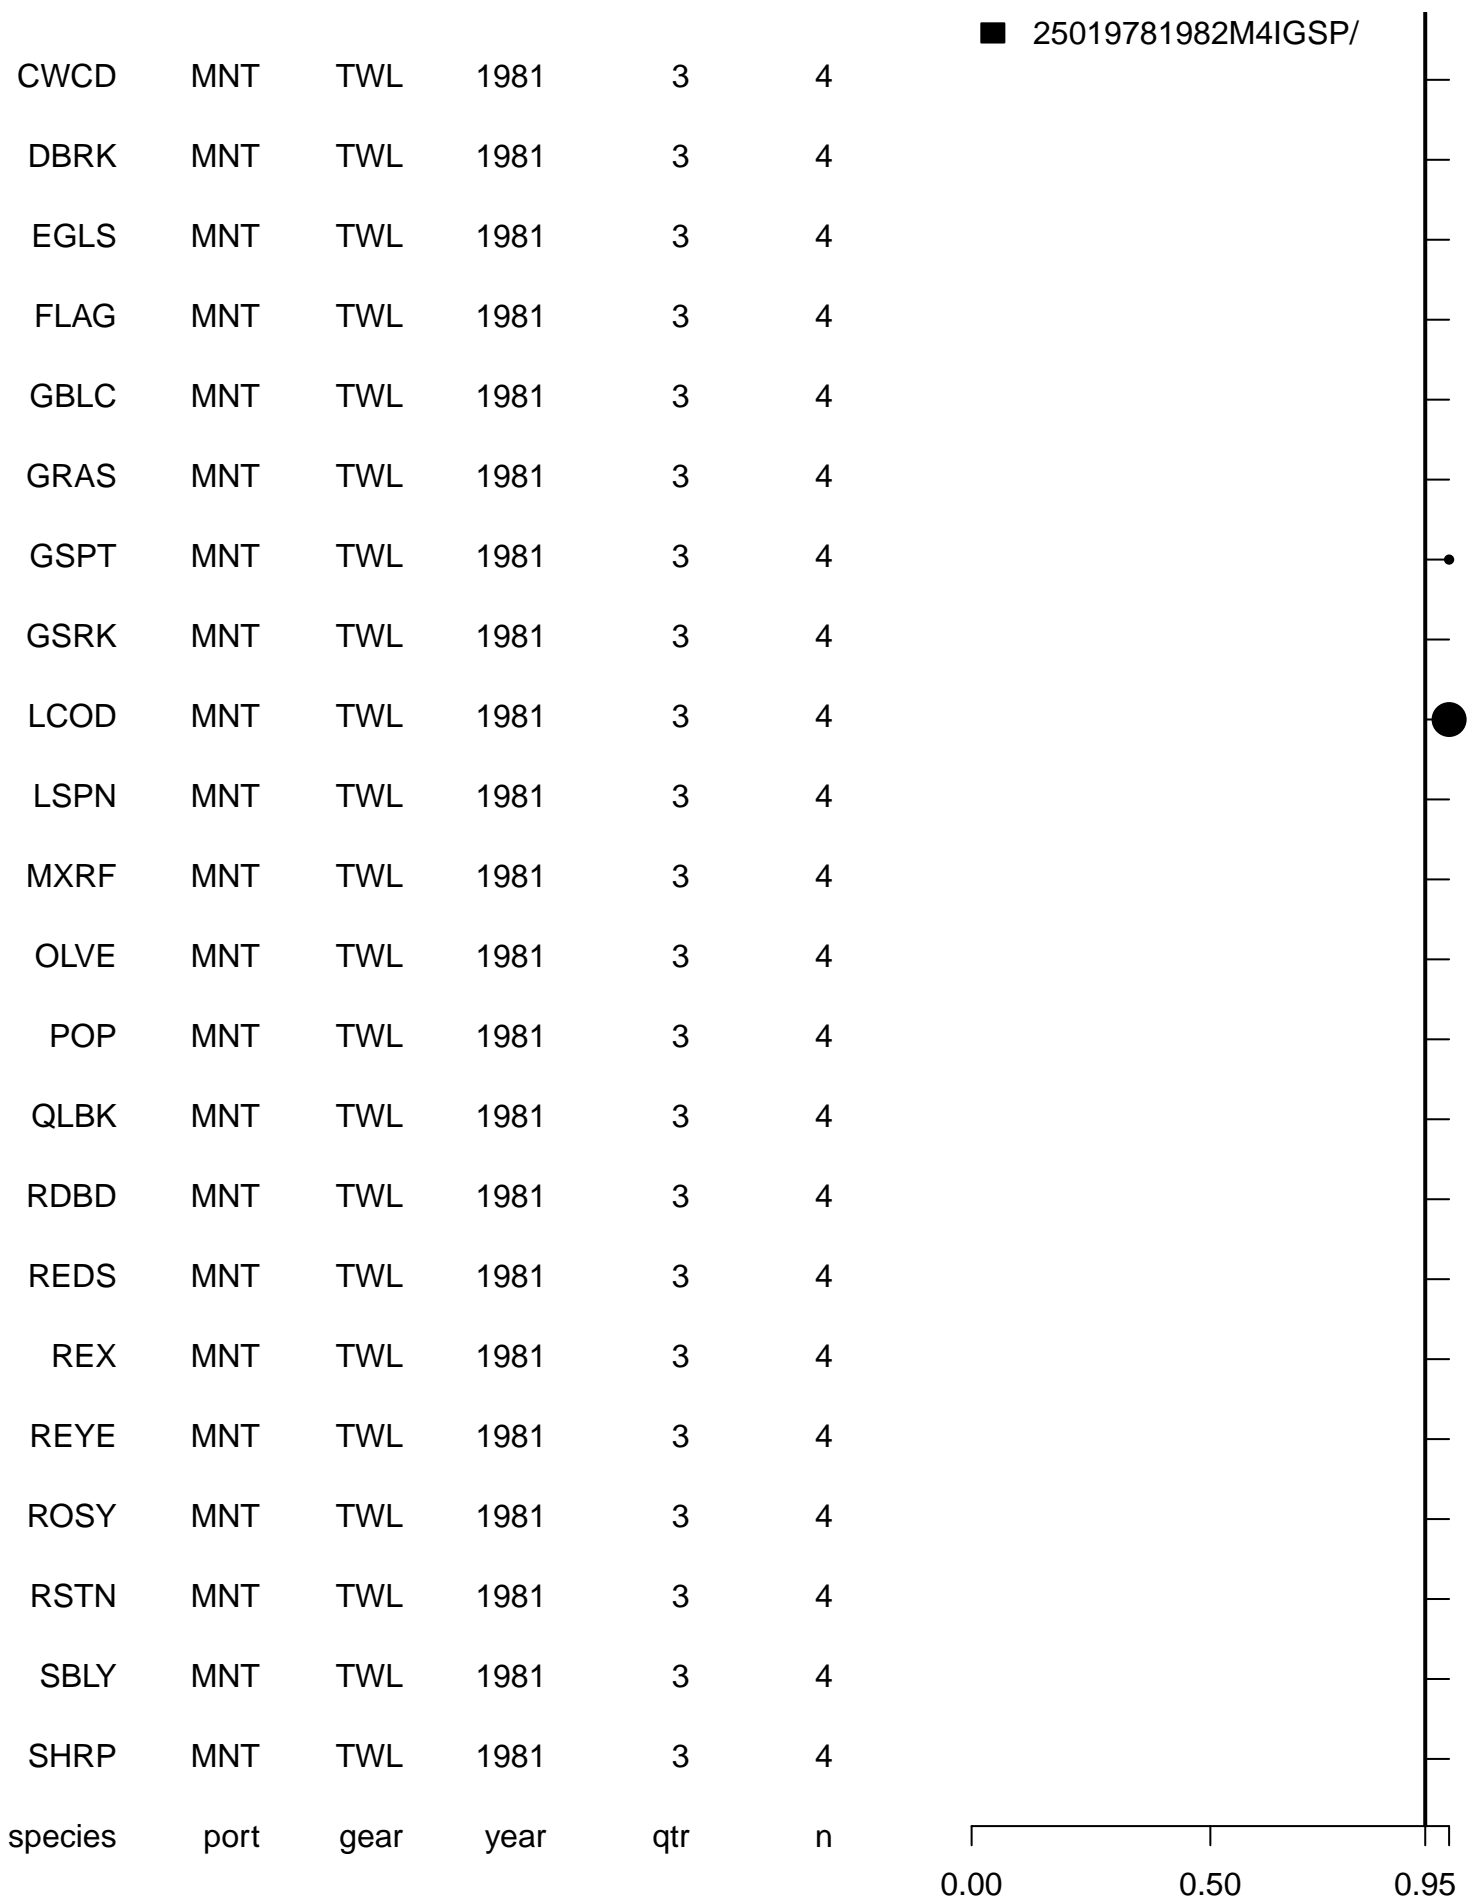 25019781982M4IGSP/
CWCD MNT TWL 1981 3 4
DBRK MNT TWL 1981 3 4
EGLS MNT TWL 1981 3 4
FLAG MNT TWL 1981 3 4
GBLC MNT TWL 1981 3 4
GRAS MNT TWL 1981 3 4
GSPT MNT TWL 1981 3 4
GSRK MNT TWL 1981 3 4
LCOD MNT TWL 1981 3 4
LSPN MNT TWL 1981 3 4
MXRF MNT TWL 1981 3 4
OLVE MNT TWL 1981 3 4
POP MNT TWL 1981 3 4
QLBK MNT TWL 1981 3 4
RDBD MNT TWL 1981 3 4
REDS MNT TWL 1981 3 4
REX MNT TWL 1981 3 4
REYE MNT TWL 1981 3 4
ROSY MNT TWL 1981 3 4
RSTN MNT TWL 1981 3 4
SBLY MNT TWL 1981 3 4
SHRP MNT TWL 1981 3 4
species port gear year qtr n
0.00 0.50 0.95